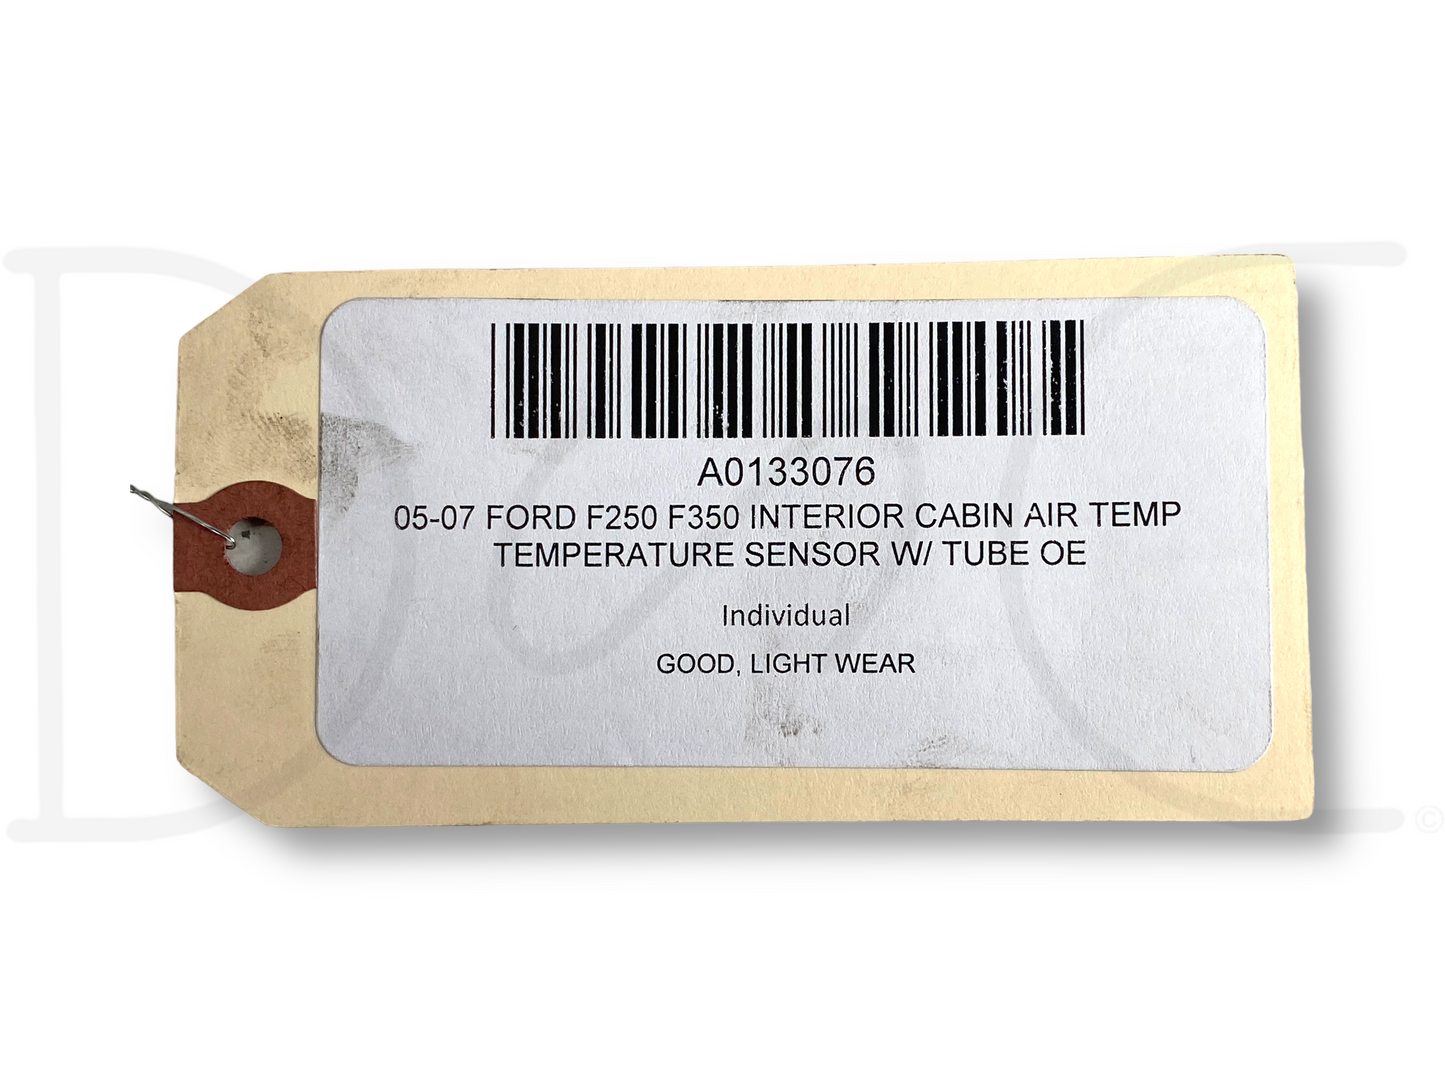 A0133076
05-07 FORD F250 F350 INTERIOR CABIN AIR TEMP
TEMPERATURE SENSOR W/ TUBE OE
Individual
GOOD, LIGHT WEAR
©